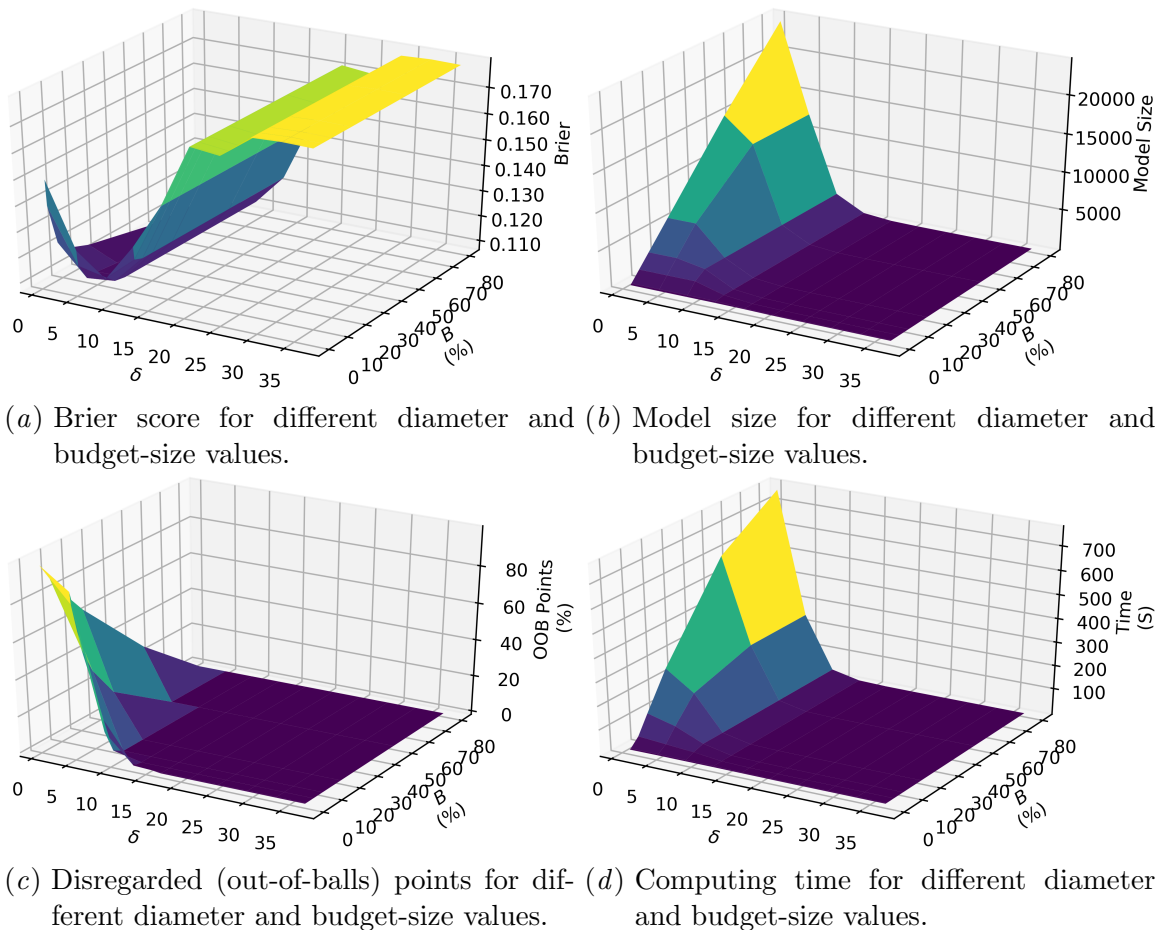 0.170
0.160
0.150
0.140
0.130
0.120
0.110
Brier
0 5 10 15 20 25 30 35
δ
0 10 20 30 40 50 60 70 80
B
(%)
20000
15000
10000
5000
Model Size
0 5 10 15 20 25 30 35
δ
0 10 20 30 40 50 60 70 80
B
(%)
(a) Brier score for different diameter and
budget-size values.
(b) Model size for different diameter and
budget-size values.
80
60
40
20
0
OOB Points
(%)
0 5 10 15 20 25 30 35
δ
0 10 20 30 40 50 60 70 80
B
(%)
700
600
500
400
300
200
100
Time
(S)
0 5 10 15 20 25 30 35
δ
0 10 20 30 40 50 60 70 80
B
(%)
(c) Disregarded (out-of-balls) points for dif-
ferent diameter and budget-size values.
(d) Computing time for different diameter
and budget-size values.